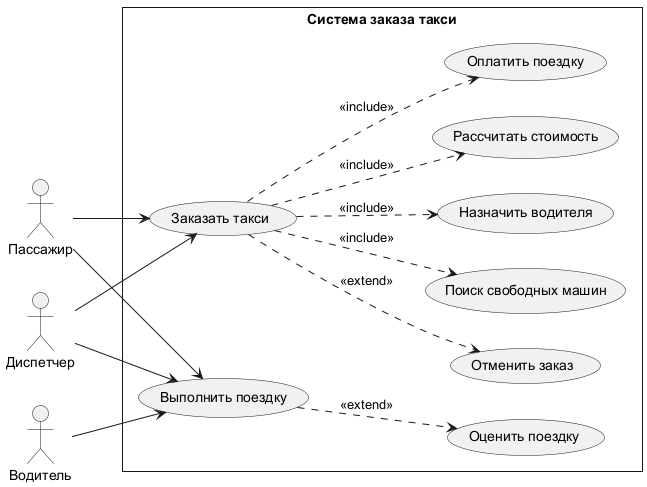 Система заказа такси
Оплатить поездку
«include»
Рассчитать стоимость
«include»
Заказать такси
«include»
Назначить водителя
«include»
Пассажир
Поиск свободных машин
«extend»
Диспетчер
Отменить заказ
Выполнить поездку
«extend»
Оценить поездку
Водитель